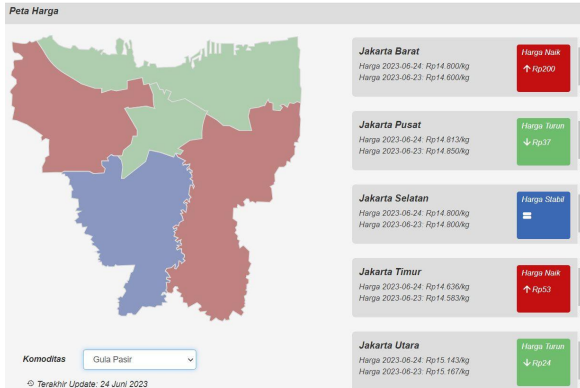 Peta Harga
Jakarta Barat
Harga 2023-06-24: Rp14.800/kg
Harga 2023-06-23: Rp14.600/kg
Harga Naik
↑ Rp200
Jakarta Pusat
Harga 2023-06-24: Rp14.813/kg
Harga 2023-06-23: Rp14.850/kg
Harga Turun
↓ Rp37
Jakarta Selatan
Harga 2023-06-24: Rp14.800/kg
Harga 2023-06-23: Rp14.800/kg
Harga Stabil
Jakarta Timur
Harga 2023-06-24: Rp14.636/kg
Harga 2023-06-23: Rp14.583/kg
Harga Naik
↑ Rp53
Jakarta Utara
Harga 2023-06-24: Rp15.143/kg
Harga 2023-06-23: Rp15.167/kg
Harga Turun
↓ Rp24
Komoditas
Gula Pasir
Terakhir Update: 24 Juni 2023